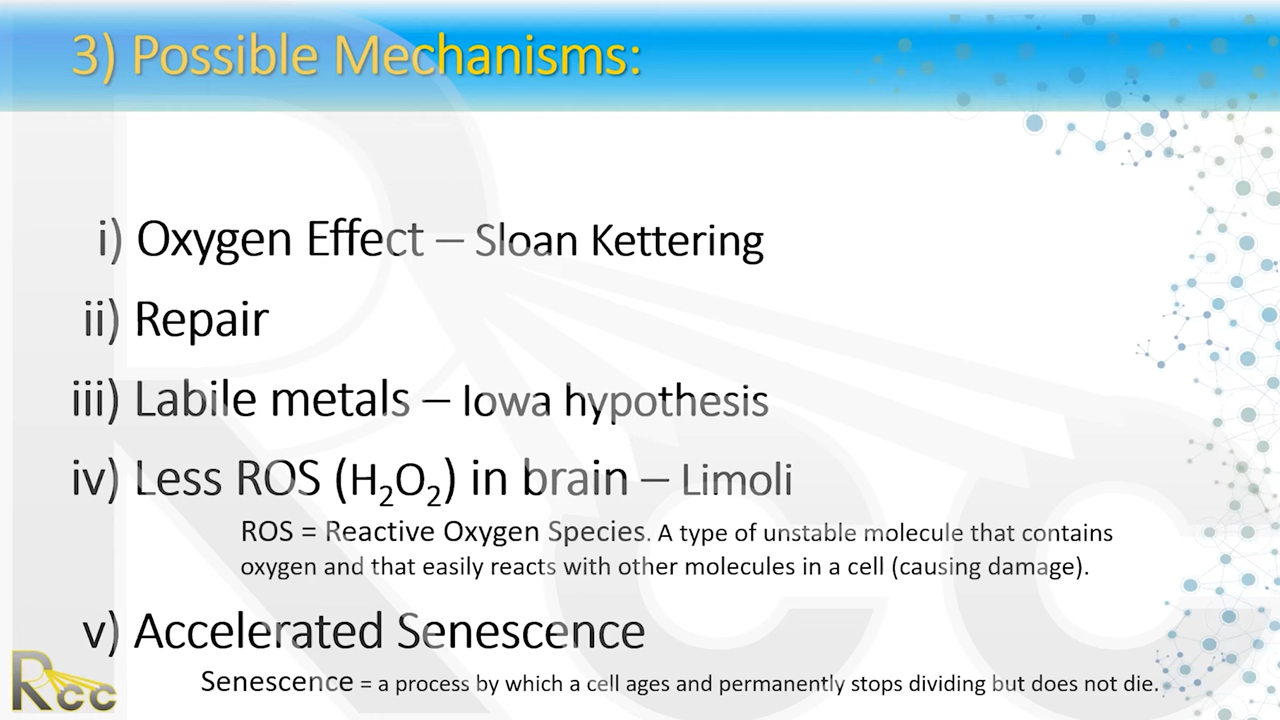 3) Possible Mechanisms:
i) Oxygen Effect – Sloan Kettering
ii) Repair
iii) Labile metals – Iowa hypothesis
iv) Less ROS (H₂O₂) in brain – Limoli
ROS = Reactive Oxygen Species. A type of unstable molecule that contains
oxygen and that easily reacts with other molecules in a cell (causing damage).
v) Accelerated Senescence
Senescence = a process by which a cell ages and permanently stops dividing but does not die.
Rcc